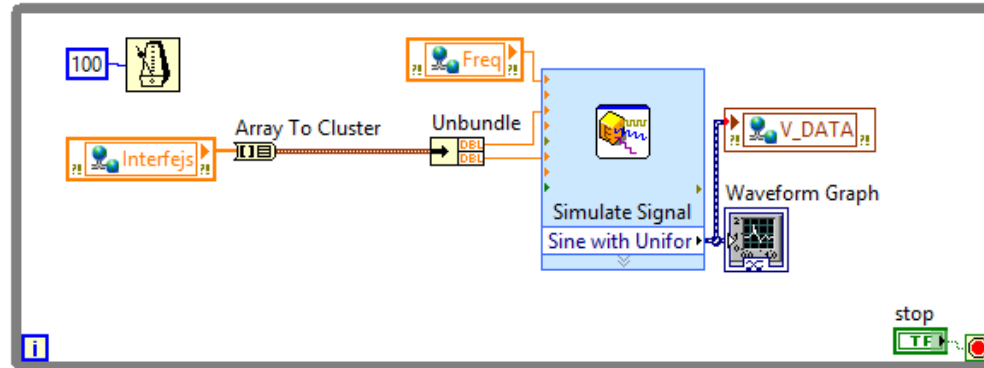 100
Freq
?! ?!
Array To Cluster
Unbundle
Interfejs
?! ?!
DBL
DBL
V_DATA
?! ?!
Waveform Graph
Simulate Signal
Sine with Unifor
stop
TF
i